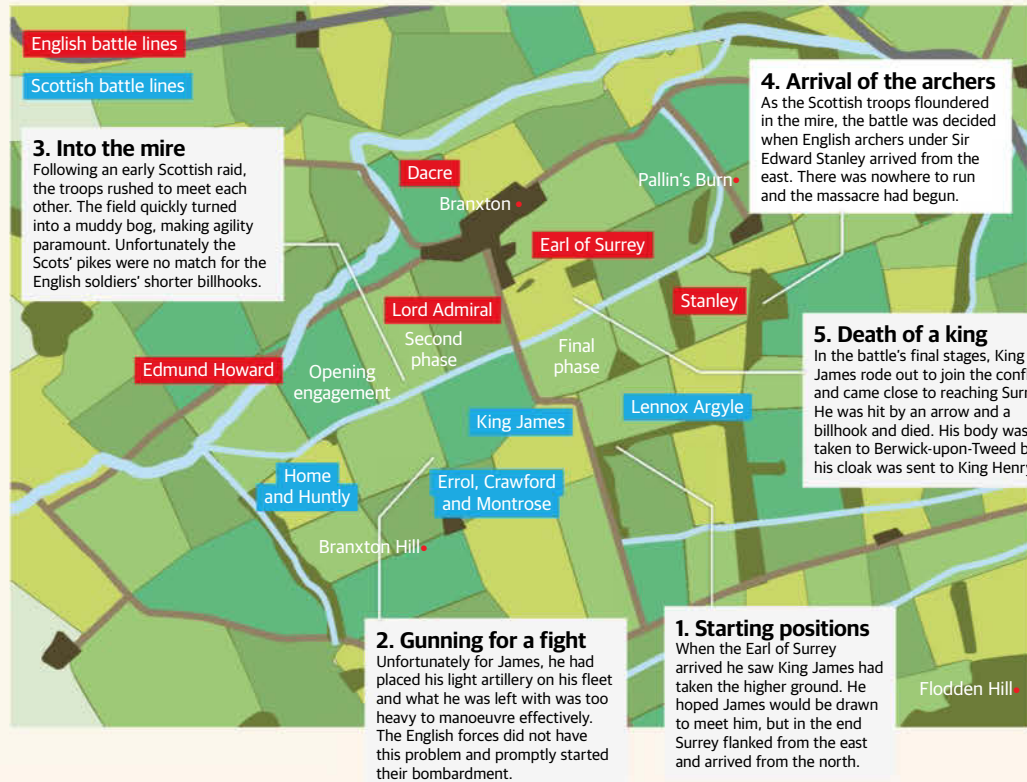 English battle lines
Scottish battle lines
3. Into the mire
Following an early Scottish raid,
the troops rushed to meet each
other. The field quickly turned
into a muddy bog, making agility
paramount. Unfortunately the
Scots' pikes were no match for the
English soldiers' shorter billhooks.
4. Arrival of the archers
As the Scottish troops floundered
in the mire, the battle was decided
when English archers under Sir
Edward Stanley arrived from the
east. There was nowhere to run
and the massacre had begun.
Dacre
Branxton
Pallin's Burn
Earl of Surrey
Stanley
Lord Admiral
Second
phase
Final
phase
Edmund Howard
Opening
engagement
King James
Lennox Argyle
Home
and Huntly
Errol, Crawford
and Montrose
Branxton Hill
5. Death of a king
In the battle's final stages, King
James rode out to join the confli
and came close to reaching Surr
He was hit by an arrow and a
billhook and died. His body was
taken to Berwick-upon-Tweed b
his cloak was sent to King Henry
2. Gunning for a fight
Unfortunately for James, he had
placed his light artillery on his fleet
and what he was left with was too
heavy to manoeuvre effectively.
The English forces did not have
this problem and promptly started
their bombardment.
1. Starting positions
When the Earl of Surrey
arrived he saw King James had
taken the higher ground. He
hoped James would be drawn
to meet him, but in the end
Surrey flanked from the east
and arrived from the north.
Flodden Hill